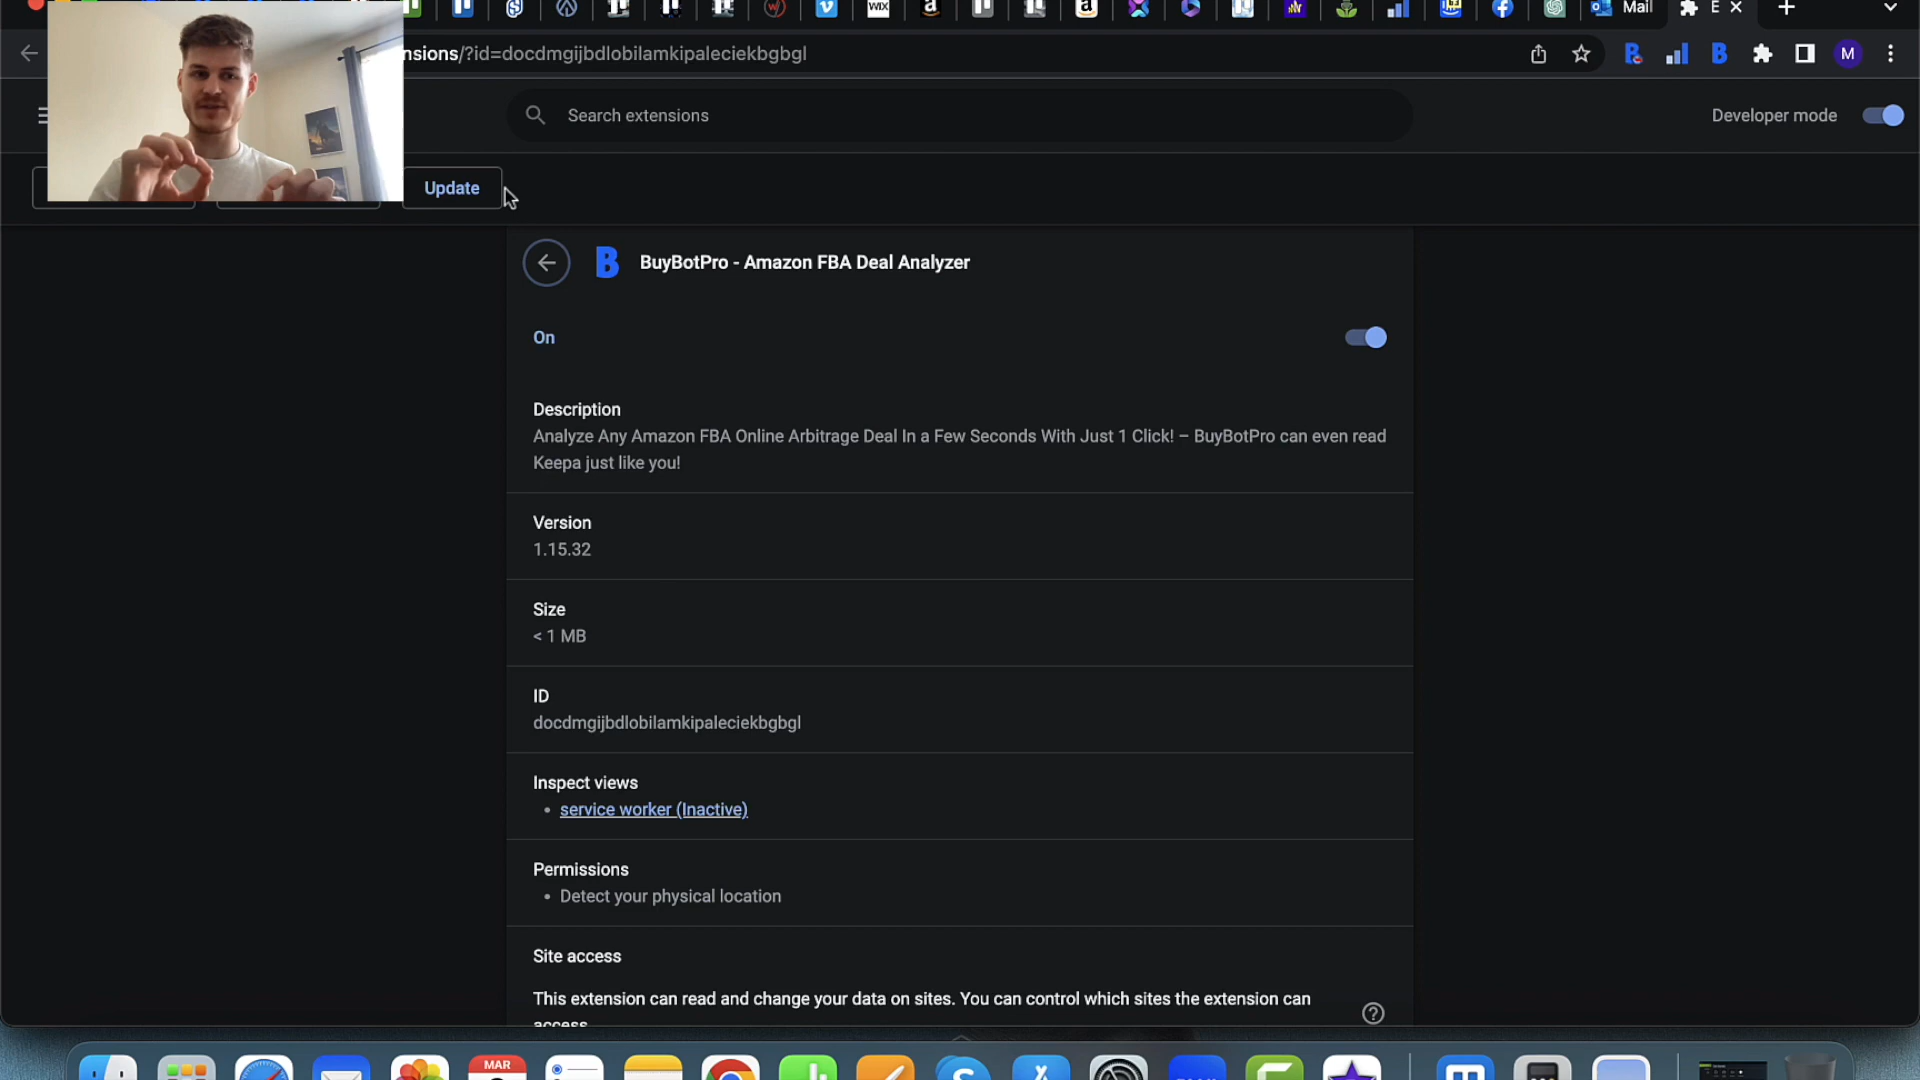 Mail
E
nsions/?id=docdmgijbdlobilamkipaleciekbgbgl
M
Search extensions
Developer mode
Update
B
BuyBotPro - Amazon FBA Deal Analyzer
On
Description
Analyze Any Amazon FBA Online Arbitrage Deal In a Few Seconds With Just 1 Click! – BuyBotPro can even read
Keepa just like you!
Version
1.15.32
Size
< 1 MB
ID
docdmgijbdlobilamkipaleciekbgbgl
Inspect views
• service worker (Inactive)
Permissions
• Detect your physical location
Site access
This extension can read and change your data on sites. You can control which sites the extension can
access
MAR